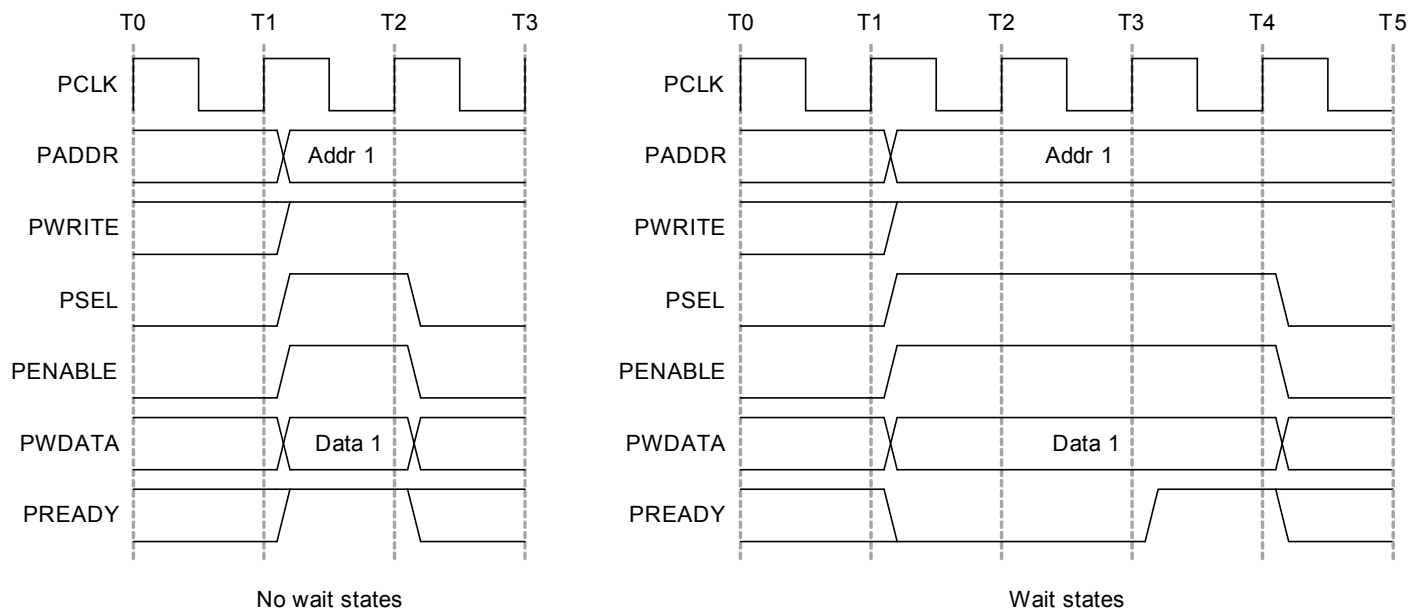 T0 T1 T2 T3
PCLK
PADDR Addr 1
PWRITE
PSEL
PENABLE
PWDATA Data 1
PREADY
No wait states
T0 T1 T2 T3 T4 T5
PCLK
PADDR Addr 1
PWRITE
PSEL
PENABLE
PWDATA Data 1
PREADY
Wait states